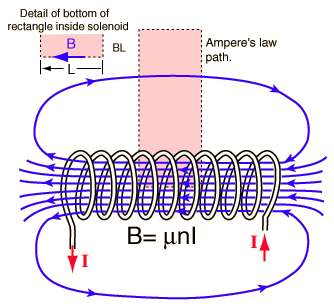 Detail of bottom of
rectangle inside solenoid
B
BL
L
Ampere's law
path.
B= μnI
I
I